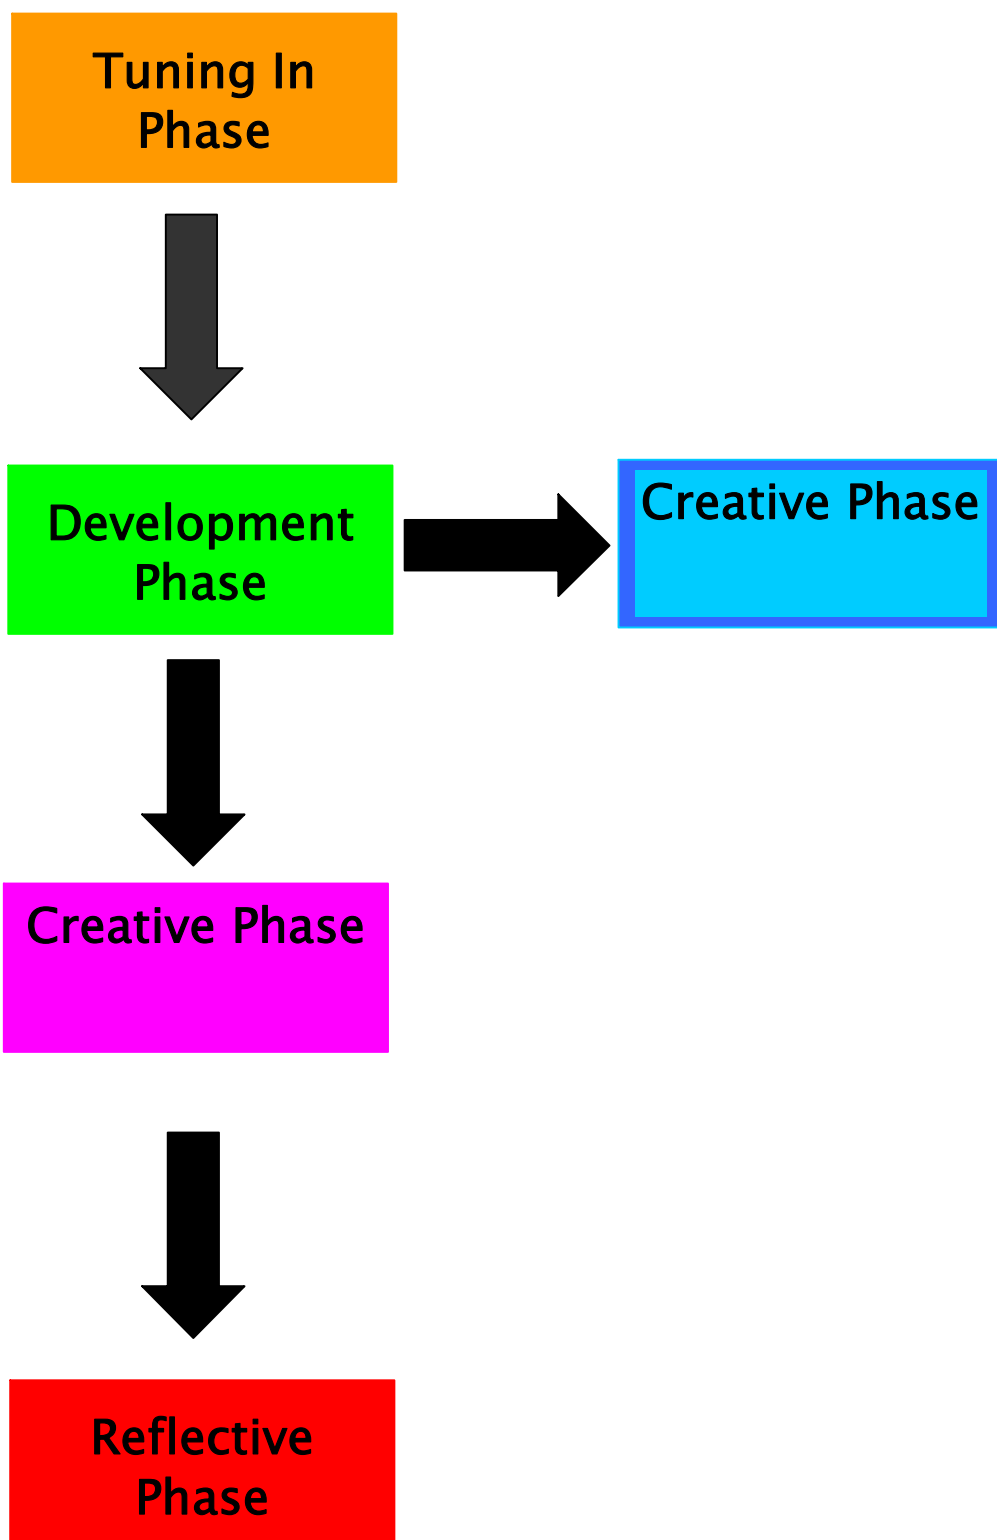 Tuning In
Phase
Development
Phase
Creative Phase
Creative Phase
Reflective
Phase